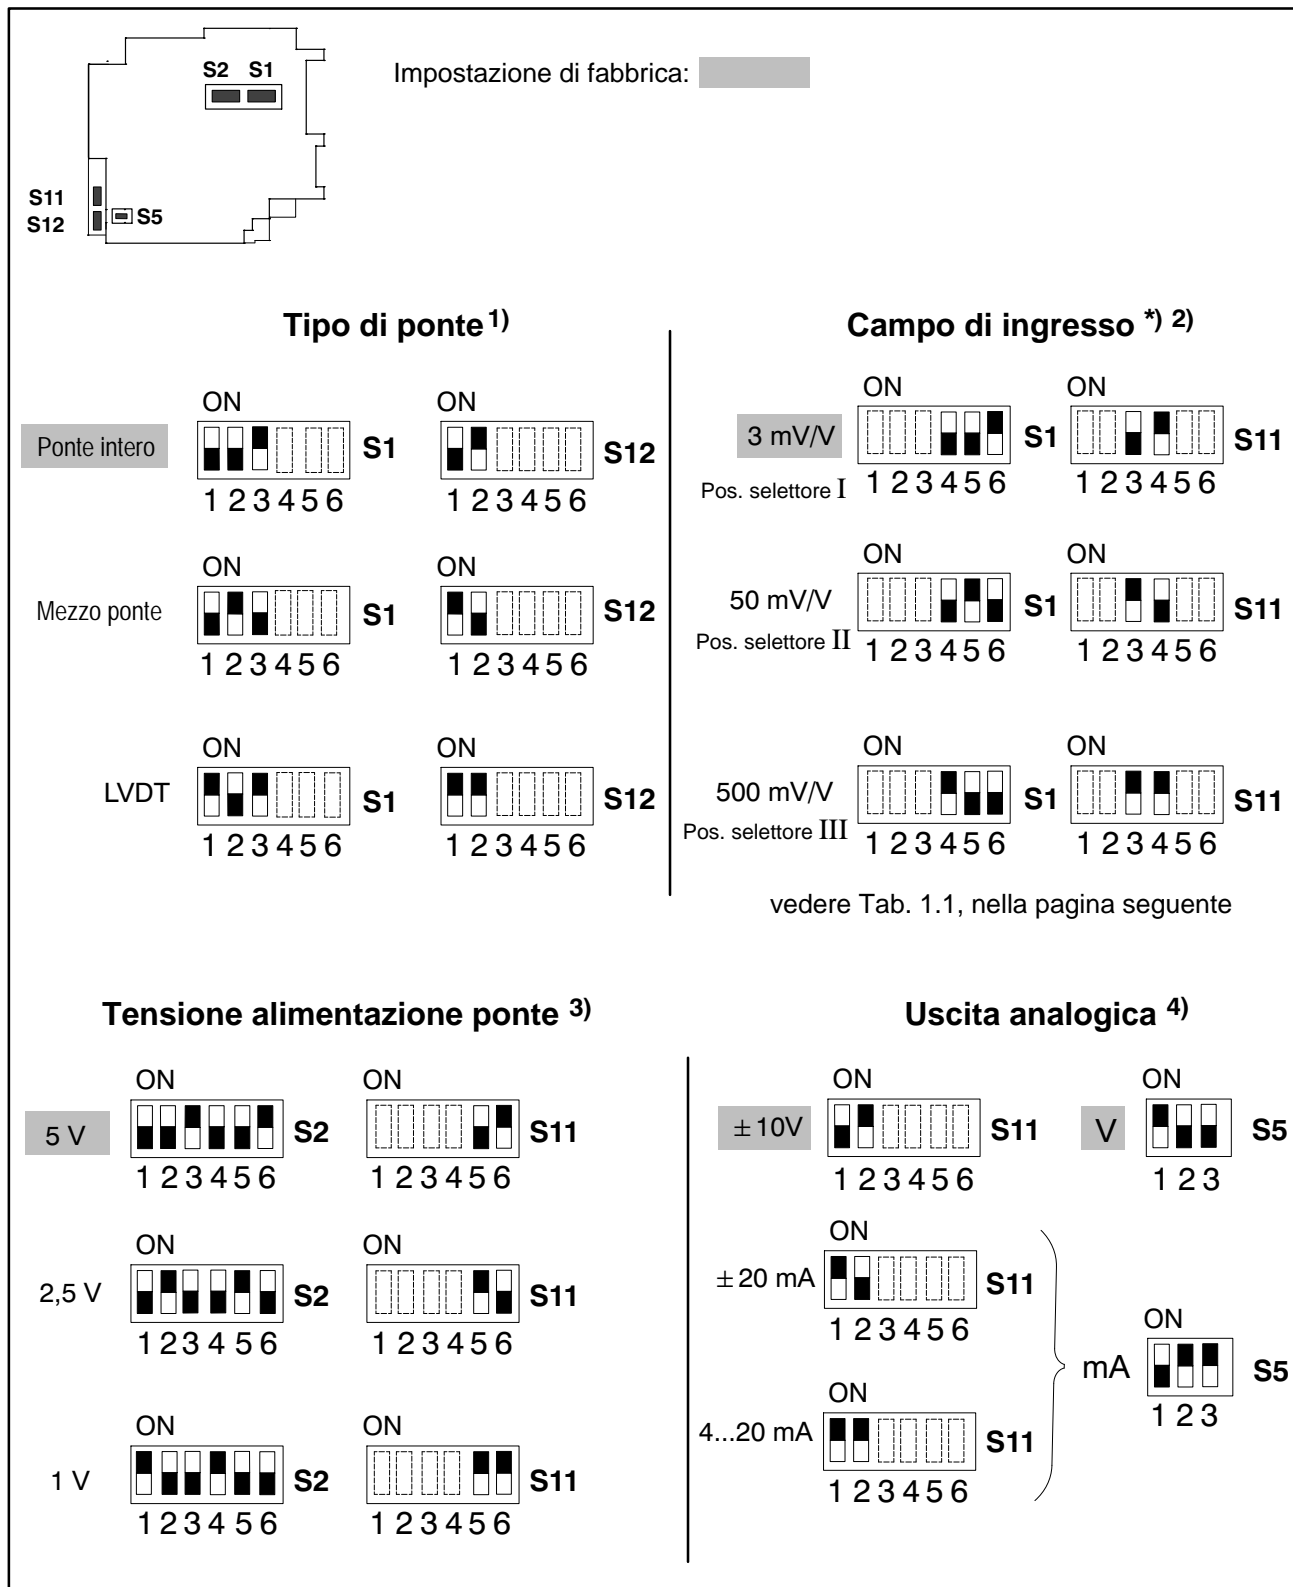 S2 S1
Impostazione di fabbrica:
S11
S12
S5
Tipo di ponte 1)
ON ON
Ponte intero S1 S12
1 2 3 4 5 6 1 2 3 4 5 6
ON ON
Mezzo ponte S1 S12
1 2 3 4 5 6 1 2 3 4 5 6
ON ON
LVDT S1 S12
1 2 3 4 5 6 1 2 3 4 5 6
Campo di ingresso *) 2)
ON ON
3 mV/V S1 S11
Pos. selettore I 1 2 3 4 5 6 1 2 3 4 5 6
ON ON
50 mV/V S1 S11
Pos. selettore II 1 2 3 4 5 6 1 2 3 4 5 6
ON ON
500 mV/V S1 S11
Pos. selettore III 1 2 3 4 5 6 1 2 3 4 5 6
vedere Tab. 1.1, nella pagina seguente
Tensione alimentazione ponte 3)
ON ON
5 V S2 S11
1 2 3 4 5 6 1 2 3 4 5 6
ON ON
2,5 V S2 S11
1 2 3 4 5 6 1 2 3 4 5 6
ON ON
1 V S2 S11
1 2 3 4 5 6 1 2 3 4 5 6
Uscita analogica 4)
ON ON
±10V S11 V S5
1 2 3 4 5 6 1 2 3
ON
±20 mA S11
1 2 3 4 5 6
ON
mA S5
1 2 3
ON
4...20 mA S11
1 2 3 4 5 6